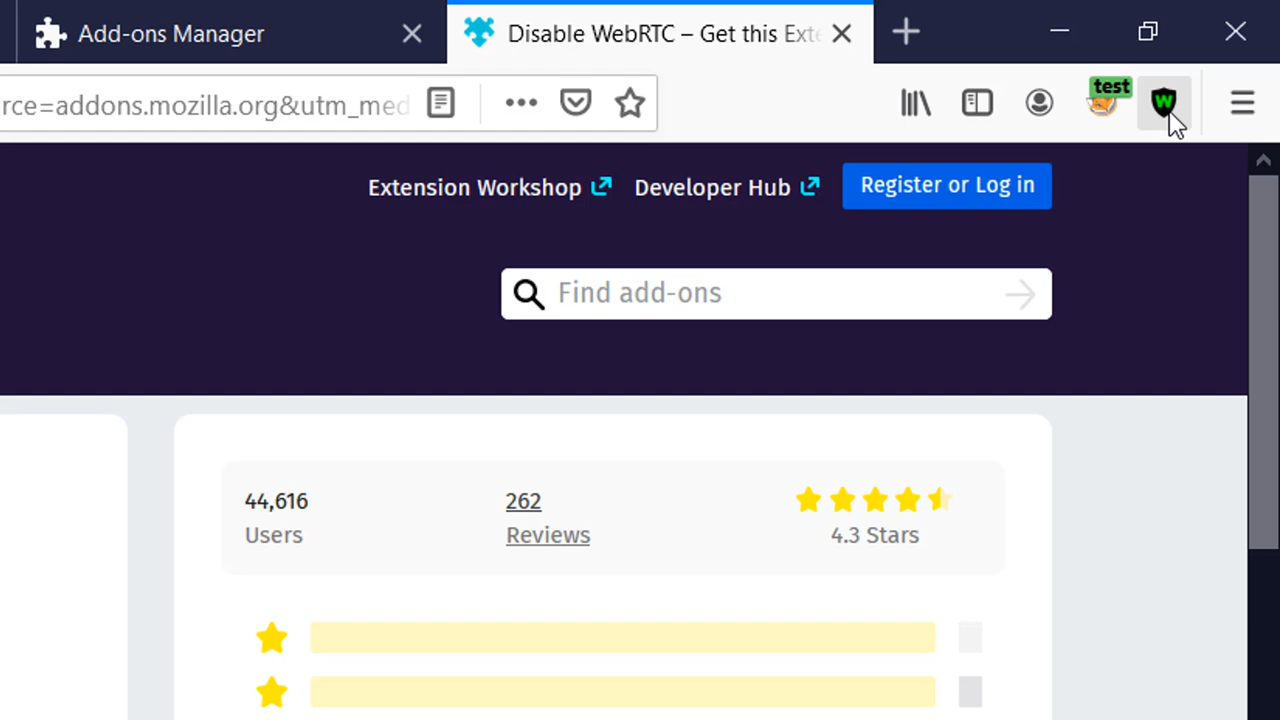 Add-ons Manager
Disable WebRTC – Get this Exte
rce=addons.mozilla.org&utm_med
test
W
Extension Workshop
Developer Hub
Register or Log in
Find add-ons
44,616
262
Users
Reviews
4.3 Stars